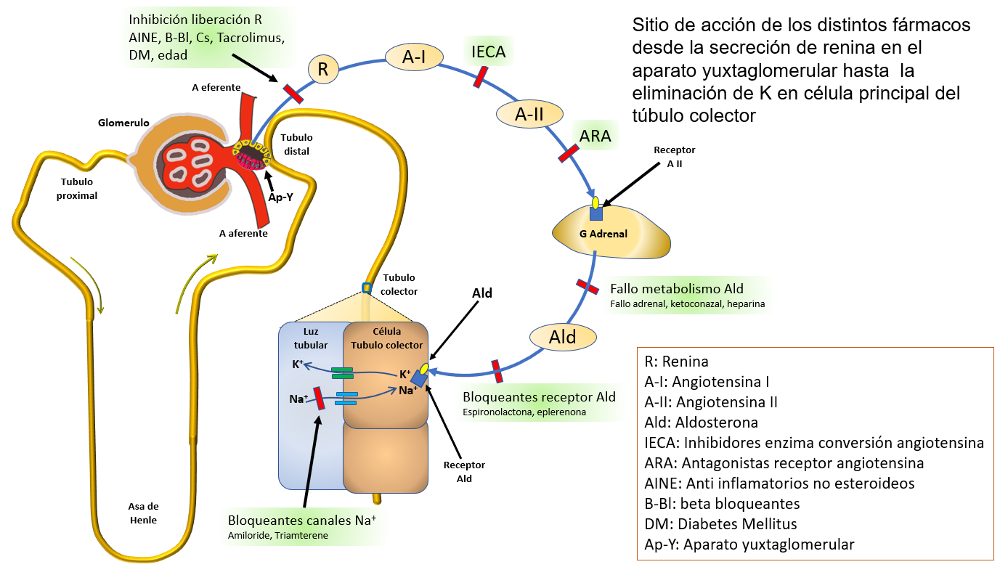 Sitio de acción de los distintos fármacos
desde la secreción de renina en el
aparato yuxtaglomerular hasta la
eliminación de K en célula principal del
túbulo colector
Inhibición liberación R
AINE, B-Bl, Cs, Tacrolimus,
DM, edad
R
A-I
IECA
A-II
ARA
Receptor
A II
G Adrenal
A eferente
Glomerulo
Tubulo
distal
Tubulo
proximal
Ap-Y
A aferente
Fallo metabolismo Ald
Fallo adrenal, ketoconazal, heparina
Tubulo
colector
Ald
Ald
Luz
tubular
Célula
Tubulo colector
K+
K+
Na+
Na+
Bloqueantes receptor Ald
Espironolactona, eplerenona
Receptor
Ald
Asa de
Henle
Bloqueantes canales Na+
Amiloride, Triamterene
R: Renina
A-I: Angiotensina I
A-II: Angiotensina II
Ald: Aldosterona
IECA: Inhibidores enzima conversión angiotensina
ARA: Antagonistas receptor angiotensina
AINE: Anti inflamatorios no esteroideos
B-Bl: beta bloqueantes
DM: Diabetes Mellitus
Ap-Y: Aparato yuxtaglomerular